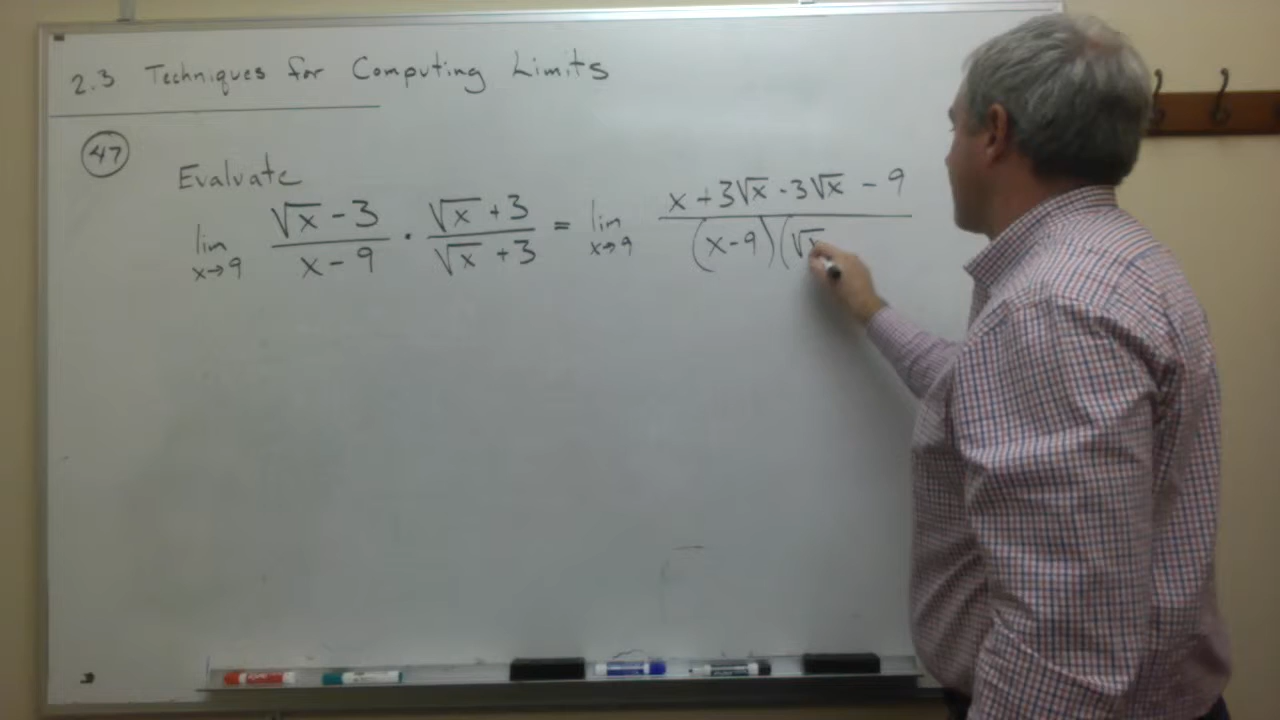 2.3 Techniques for Computing Limits
47
Evaluate
lim x→9 (√x - 3)/(x - 9) · (√x + 3)/(√x + 3) = lim x→9 (x + 3√x - 3√x - 9)/((x - 9)(√x